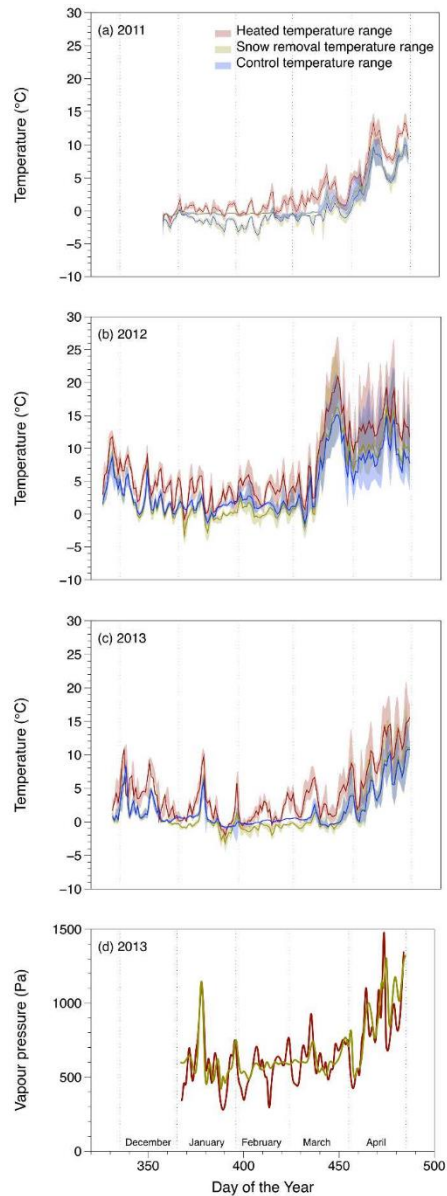 30
(a) 2011
Heated temperature range
25
Snow removal temperature range
20
Control temperature range
15
10
5
0
−5
−10
Temperature (°C)
30
(b) 2012
25
20
15
10
5
0
−5
−10
Temperature (°C)
30
(c) 2013
25
20
15
10
5
0
−5
−10
Temperature (°C)
1500
(d) 2013
1000
500
0
Vapour pressure (Pa)
December January February March April
350 400 450 500
Day of the Year